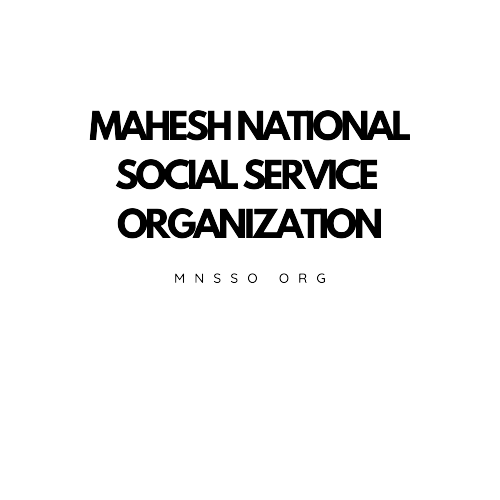 MAHESH NATIONAL
SOCIAL SERVICE
ORGANIZATION
MNSSO ORG